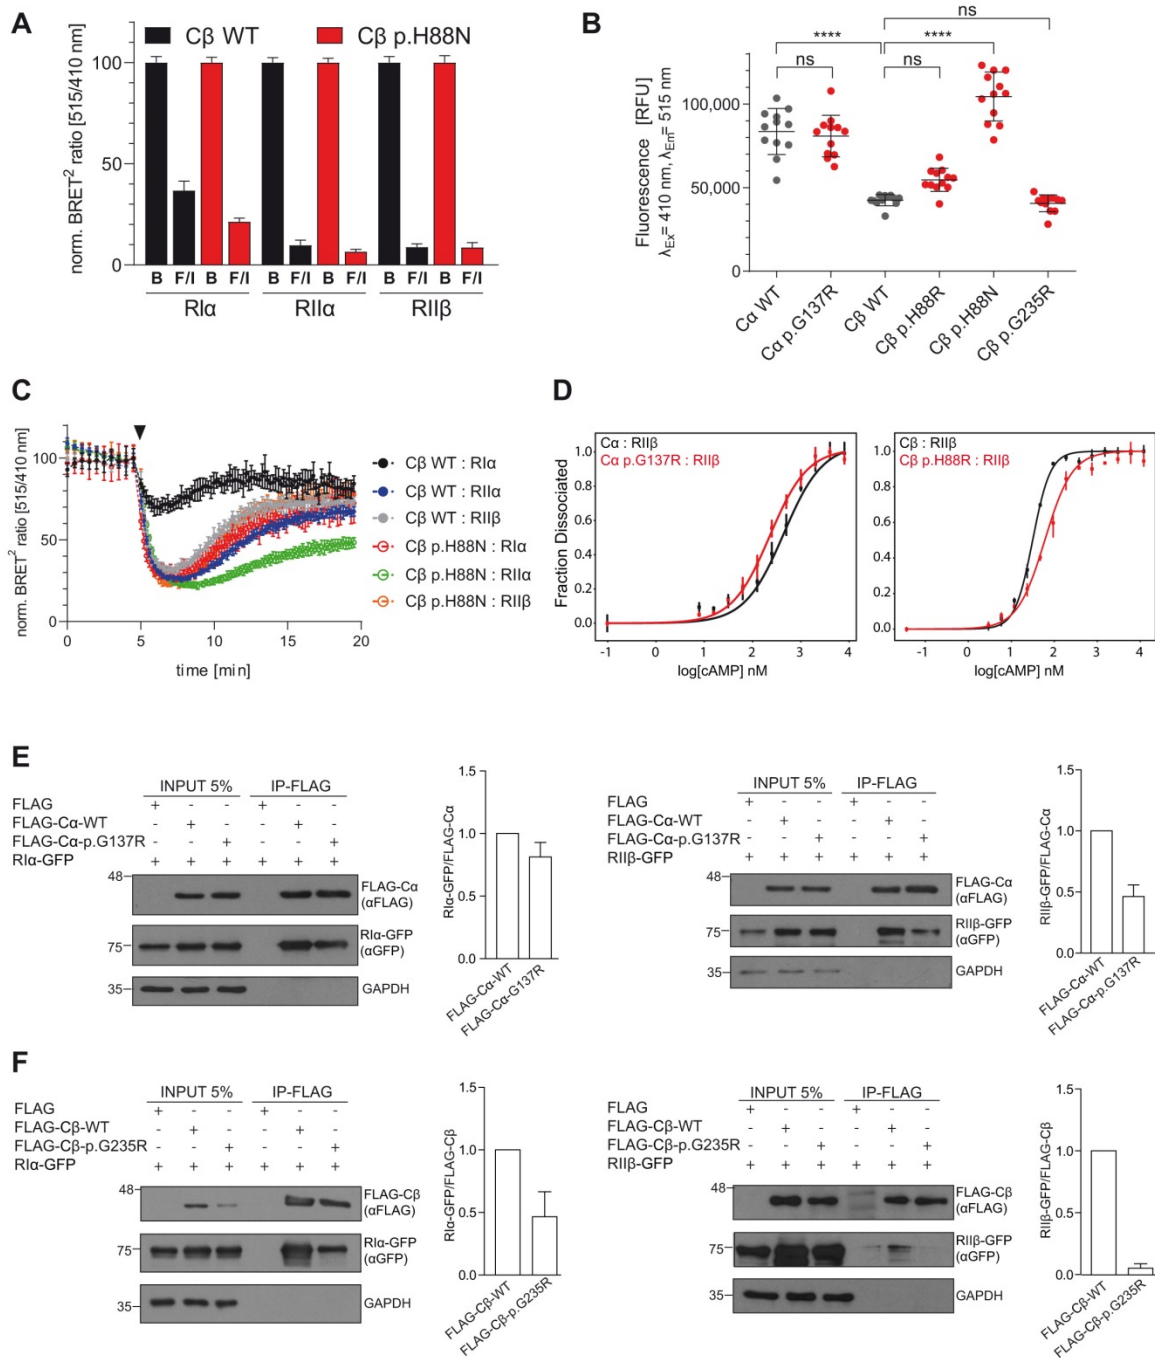 A
Cβ WT
Cβ p.H88N
norm. BRET² ratio [515/410 nm]
100
50
0
B F/I B F/I B F/I B F/I B F/I B F/I
RIα RIIα RIIβ
B
ns
**** ****
ns ns
Fluorescence [RFU]
λEx= 410 nm, λEm= 515 nm
100,000
50,000
0
Cα WT
Cα p.G137R
Cβ WT
Cβ p.H88R
Cβ p.H88N
Cβ p.G235R
C
norm. BRET² ratio [515/410 nm]
100
50
0
0 5 10 15 20
time [min]
Cβ WT : RIα
Cβ WT : RIIα
Cβ WT : RIIβ
Cβ p.H88N : RIα
Cβ p.H88N : RIIα
Cβ p.H88N : RIIβ
D
Fraction Dissociated
1.0
0.8
0.6
0.4
0.2
0.0
Cα : RIIβ
Cα p.G137R : RIIβ
-1 0 1 2 3 4
log[cAMP] nM
1.0
0.8
0.6
0.4
0.2
0.0
Cβ : RIIβ
Cβ p.H88R : RIIβ
-1 0 1 2 3 4
log[cAMP] nM
E
INPUT 5% IP-FLAG
FLAG + - - + - -
FLAG-Cα-WT - + - - + -
FLAG-Cα-p.G137R - - + - - +
RIα-GFP + + + + + +
48
FLAG-Cα
(αFLAG)
75
RIα-GFP
(αGFP)
35
GAPDH
RIα-GFP/FLAG-Cα
1.5
1.0
0.5
0.0
FLAG-Cα-WT
FLAG-Cα-G137R
INPUT 5% IP-FLAG
FLAG + - - + - -
FLAG-Cα-WT - + - - + -
FLAG-Cα-p.G137R - - + - - +
RIIβ-GFP + + + + + +
48
FLAG-Cα
(αFLAG)
75
RIIβ-GFP
(αGFP)
35
GAPDH
RIIβ-GFP/FLAG-Cα
1.5
1.0
0.5
0.0
FLAG-Cα-WT
FLAG-Cα-p.G137R
F
INPUT 5% IP-FLAG
FLAG + - - + - -
FLAG-Cβ-WT - + - - + -
FLAG-Cβ-p.G235R - - + - - +
RIα-GFP + + + + + +
48
FLAG-Cβ
(αFLAG)
75
RIα-GFP
(αGFP)
35
GAPDH
RIα-GFP/FLAG-Cβ
1.5
1.0
0.5
0.0
FLAG-Cβ-WT
FLAG-Cβ-p.G235R
INPUT 5% IP-FLAG
FLAG + - - + - -
FLAG-Cβ-WT - + - - + -
FLAG-Cβ-p.G235R - - + - - +
RIIβ-GFP + + + + + +
48
FLAG-Cβ
(αFLAG)
75
RIIβ-GFP
(αGFP)
35
GAPDH
RIIβ-GFP/FLAG-Cβ
1.5
1.0
0.5
0.0
FLAG-Cβ-WT
FLAG-Cβ-p.G235R